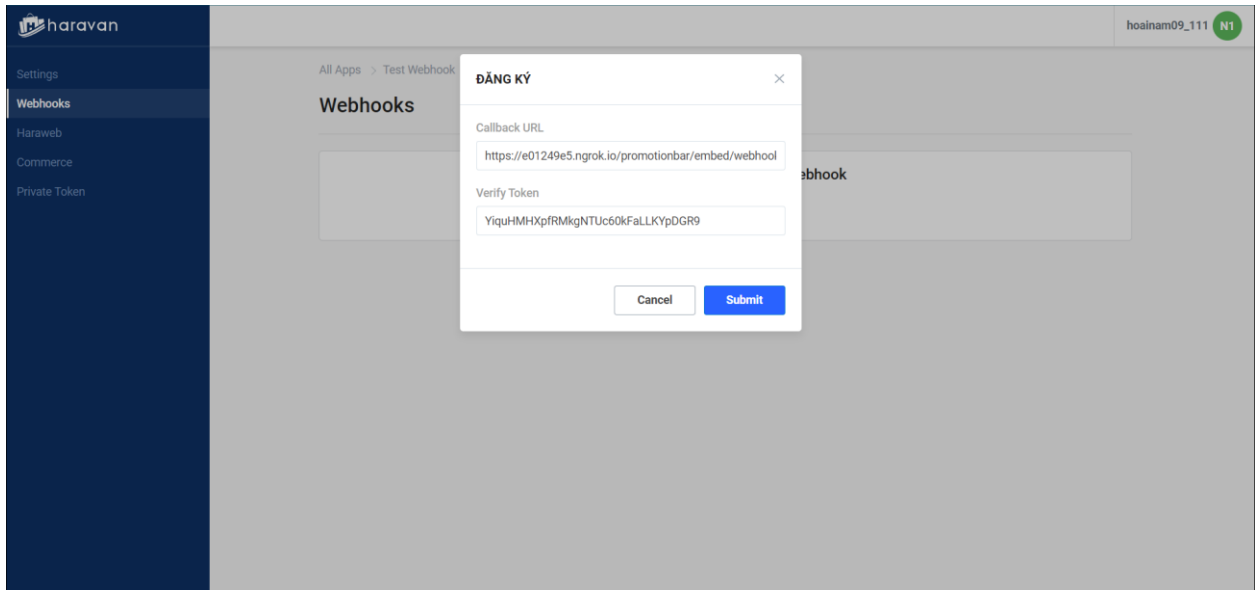 haravan
hoainam09_111 N1
Settings
Webhooks
Haraweb
Commerce
Private Token
All Apps > Test Webhook
Webhooks
ebhook
ĐĂNG KÝ
Callback URL
https://e01249e5.ngrok.io/promotionbar/embed/webhool
Verify Token
YiquHMHXpfRMkgNTUc60kFaLLKYpDGR9
Cancel
Submit